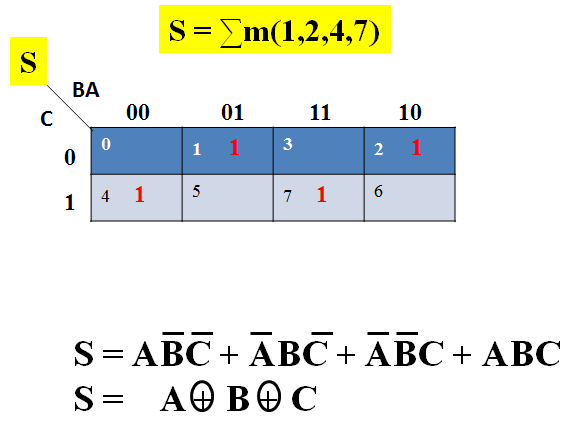 S = ∑m(1,2,4,7)
S
BA
C 00 01 11 10
0 0 1 1 3 2 1
1 4 1 5 7 1 6
S = AB̅C̅ + A̅BC̅ + A̅B̅C + ABC
S = A⊕B⊕C